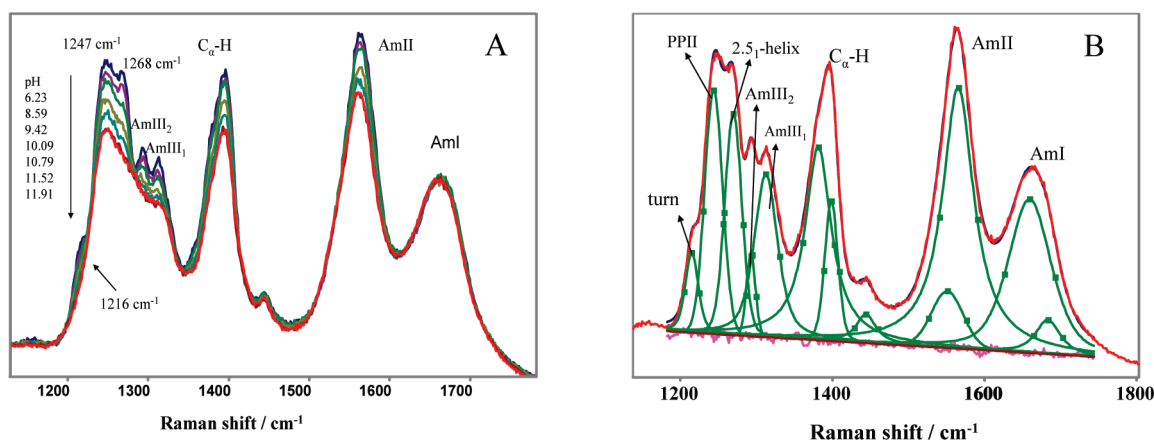 A
1247 cm⁻¹
1268 cm⁻¹
Cα-H
AmII
pH
6.23
8.59
9.42
10.09
10.79
11.52
11.91
AmIII₂
AmIII₁
AmI
1216 cm⁻¹
1200 1300 1400 1500 1600 1700
Raman shift / cm⁻¹
B
PPII
2.5₁-helix
Cα-H
AmII
AmIII₂
AmIII₁
AmI
turn
1200 1400 1600 1800
Raman shift / cm⁻¹